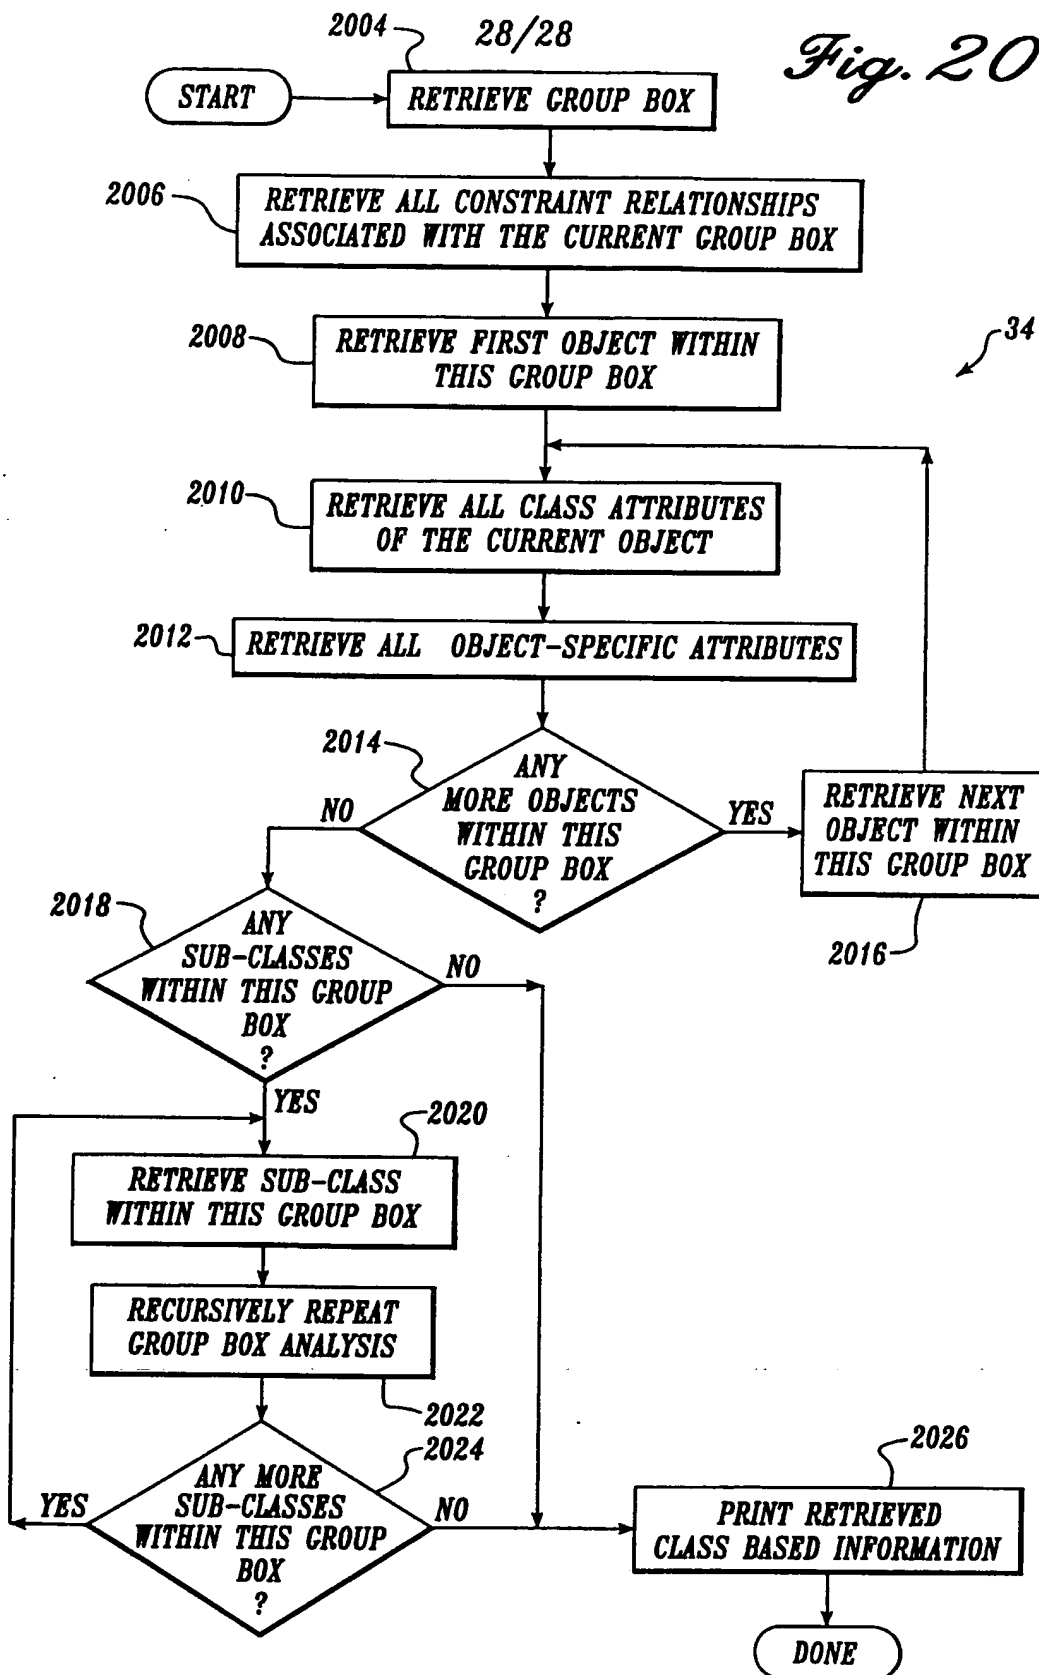 28/28
Fig. 20
START
2004
RETRIEVE GROUP BOX
2006
RETRIEVE ALL CONSTRAINT RELATIONSHIPS
ASSOCIATED WITH THE CURRENT GROUP BOX
2008
RETRIEVE FIRST OBJECT WITHIN
THIS GROUP BOX
34
2010
RETRIEVE ALL CLASS ATTRIBUTES
OF THE CURRENT OBJECT
2012
RETRIEVE ALL OBJECT-SPECIFIC ATTRIBUTES
2014
ANY
MORE OBJECTS
WITHIN THIS
GROUP BOX
?
NO
YES
RETRIEVE NEXT
OBJECT WITHIN
THIS GROUP BOX
2016
2018
ANY
SUB-CLASSES
WITHIN THIS GROUP
BOX
?
NO
YES
2020
RETRIEVE SUB-CLASS
WITHIN THIS GROUP BOX
RECURSIVELY REPEAT
GROUP BOX ANALYSIS
2022
2024
ANY MORE
SUB-CLASSES
WITHIN THIS GROUP
BOX
?
YES
NO
2026
PRINT RETRIEVED
CLASS BASED INFORMATION
DONE